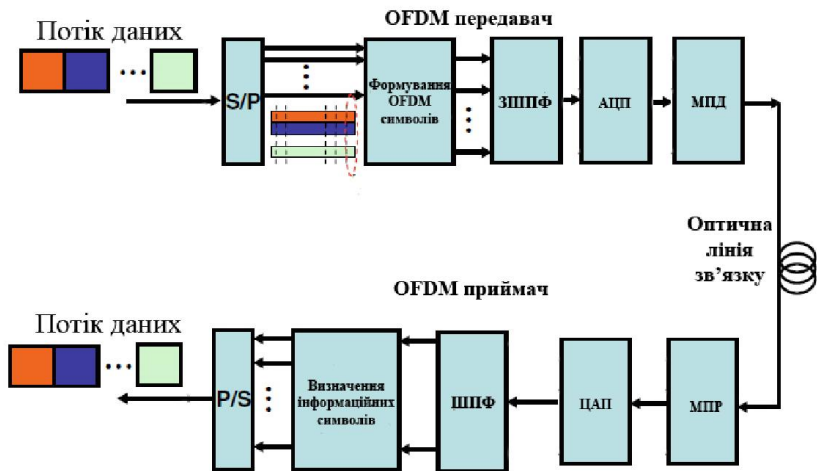 OFDM передавач
Потік даних
S/P
Формування
OFDM
символів
ЗШПФ
АЦП
МПД
Оптична
лінія
зв’язку
OFDM приймач
Потік даних
P/S
Визначення
інформаційних
символів
ШПФ
ЦАП
МПР